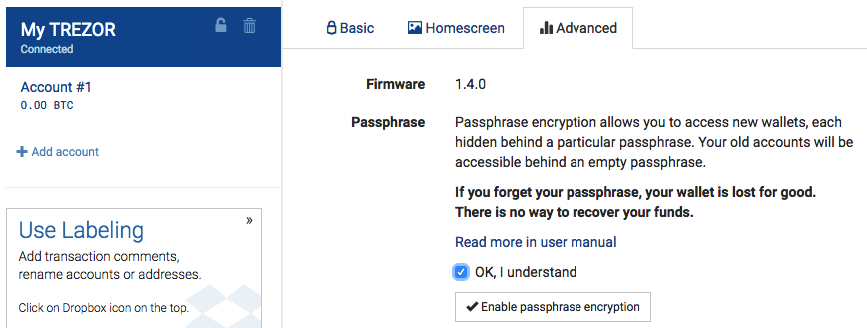 My TREZOR
Connected
Account #1
0.00 BTC
Add account
Use Labeling
»
Add transaction comments,
rename accounts or addresses.
Click on Dropbox icon on the top.
Basic
Homescreen
Advanced
Firmware 1.4.0
Passphrase Passphrase encryption allows you to access new wallets, each
hidden behind a particular passphrase. Your old accounts will be
accessible behind an empty passphrase.
If you forget your passphrase, your wallet is lost for good.
There is no way to recover your funds.
Read more in user manual
OK, I understand
Enable passphrase encryption